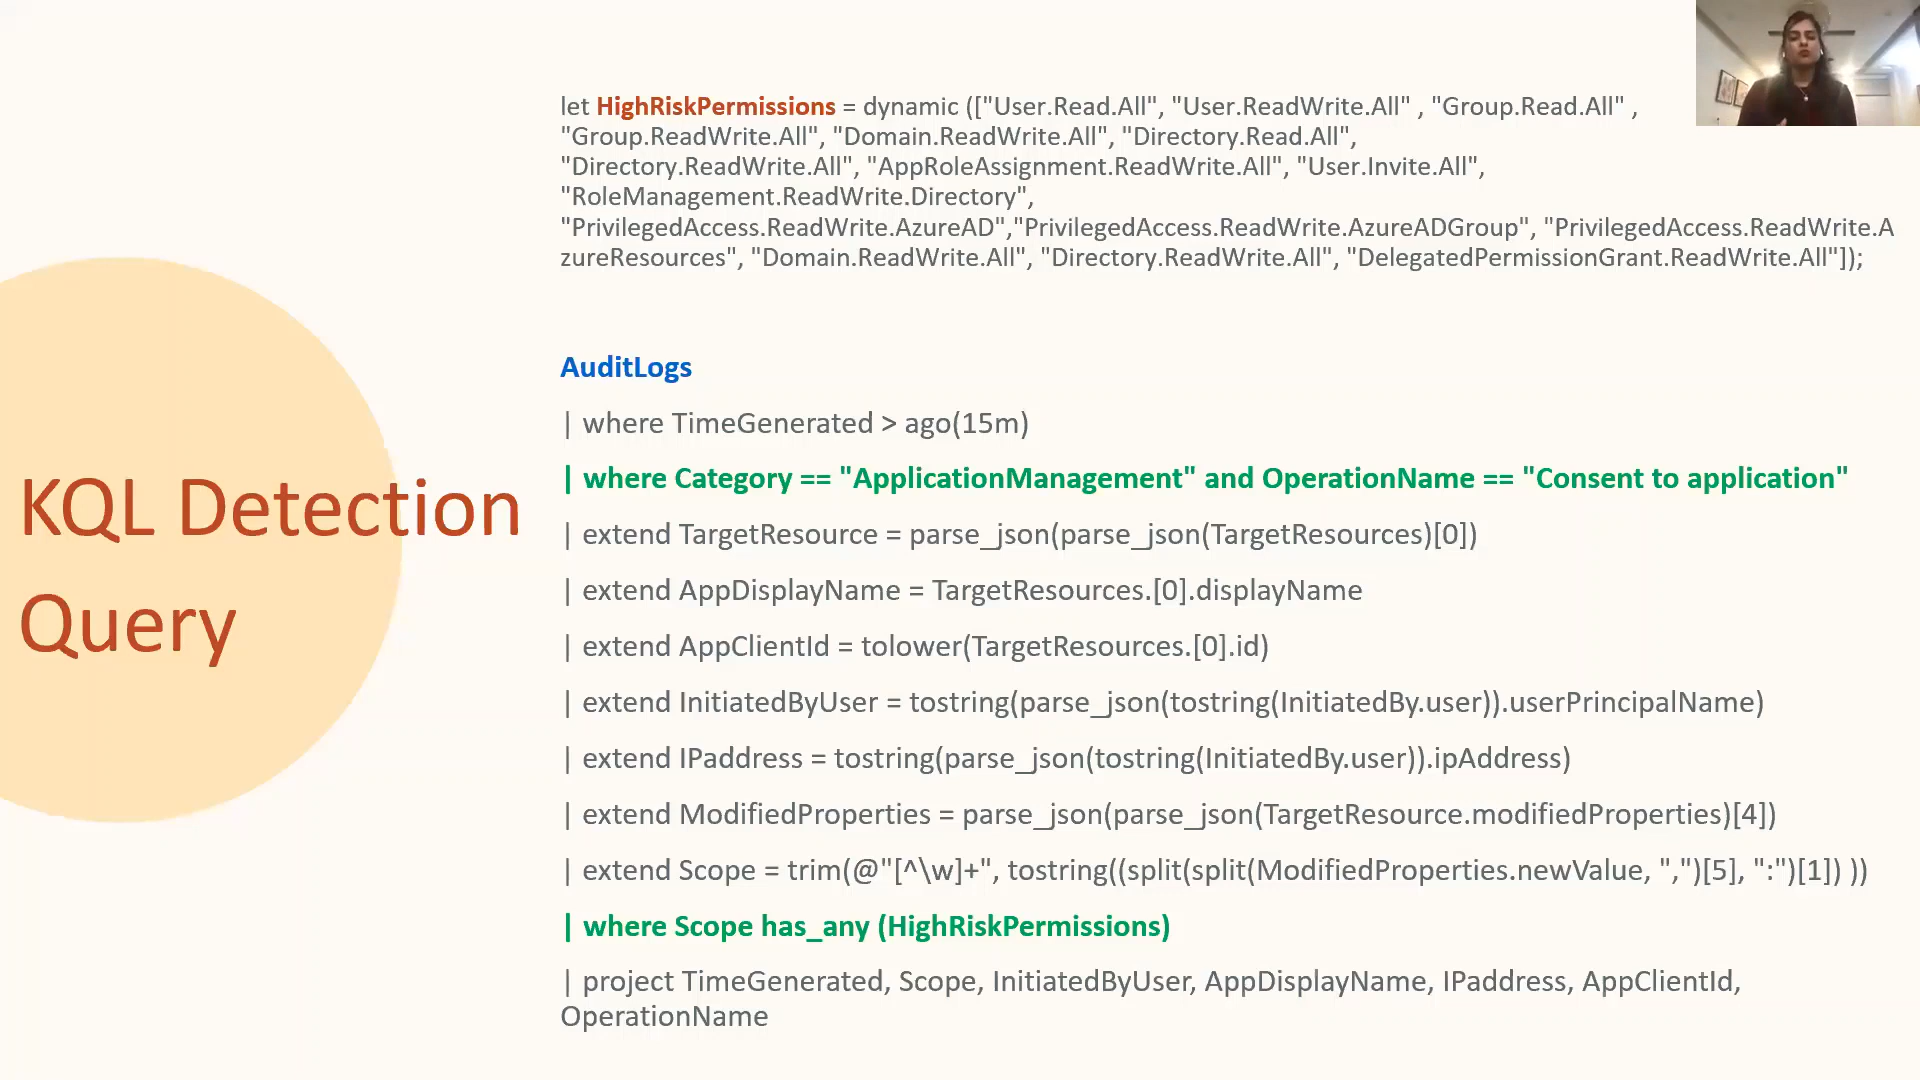 KQL Detection
Query
let HighRiskPermissions = dynamic (["User.Read.All", "User.ReadWrite.All" , "Group.Read.All" ,
"Group.ReadWrite.All", "Domain.ReadWrite.All", "Directory.Read.All",
"Directory.ReadWrite.All", "AppRoleAssignment.ReadWrite.All", "User.Invite.All",
"RoleManagement.ReadWrite.Directory",
"PrivilegedAccess.ReadWrite.AzureAD","PrivilegedAccess.ReadWrite.AzureADGroup", "PrivilegedAccess.ReadWrite.A
zureResources", "Domain.ReadWrite.All", "Directory.ReadWrite.All", "DelegatedPermissionGrant.ReadWrite.All"]);
AuditLogs
| where TimeGenerated > ago(15m)
| where Category == "ApplicationManagement" and OperationName == "Consent to application"
| extend TargetResource = parse_json(parse_json(TargetResources)[0])
| extend AppDisplayName = TargetResources.[0].displayName
| extend AppClientId = tolower(TargetResources.[0].id)
| extend InitiatedByUser = tostring(parse_json(tostring(InitiatedBy.user)).userPrincipalName)
| extend IPaddress = tostring(parse_json(tostring(InitiatedBy.user)).ipAddress)
| extend ModifiedProperties = parse_json(parse_json(TargetResource.modifiedProperties)[4])
| extend Scope = trim(@"[^\w]+", tostring((split(split(ModifiedProperties.newValue, ",")[5], ":")[1]) ))
| where Scope has_any (HighRiskPermissions)
| project TimeGenerated, Scope, InitiatedByUser, AppDisplayName, IPaddress, AppClientId,
OperationName